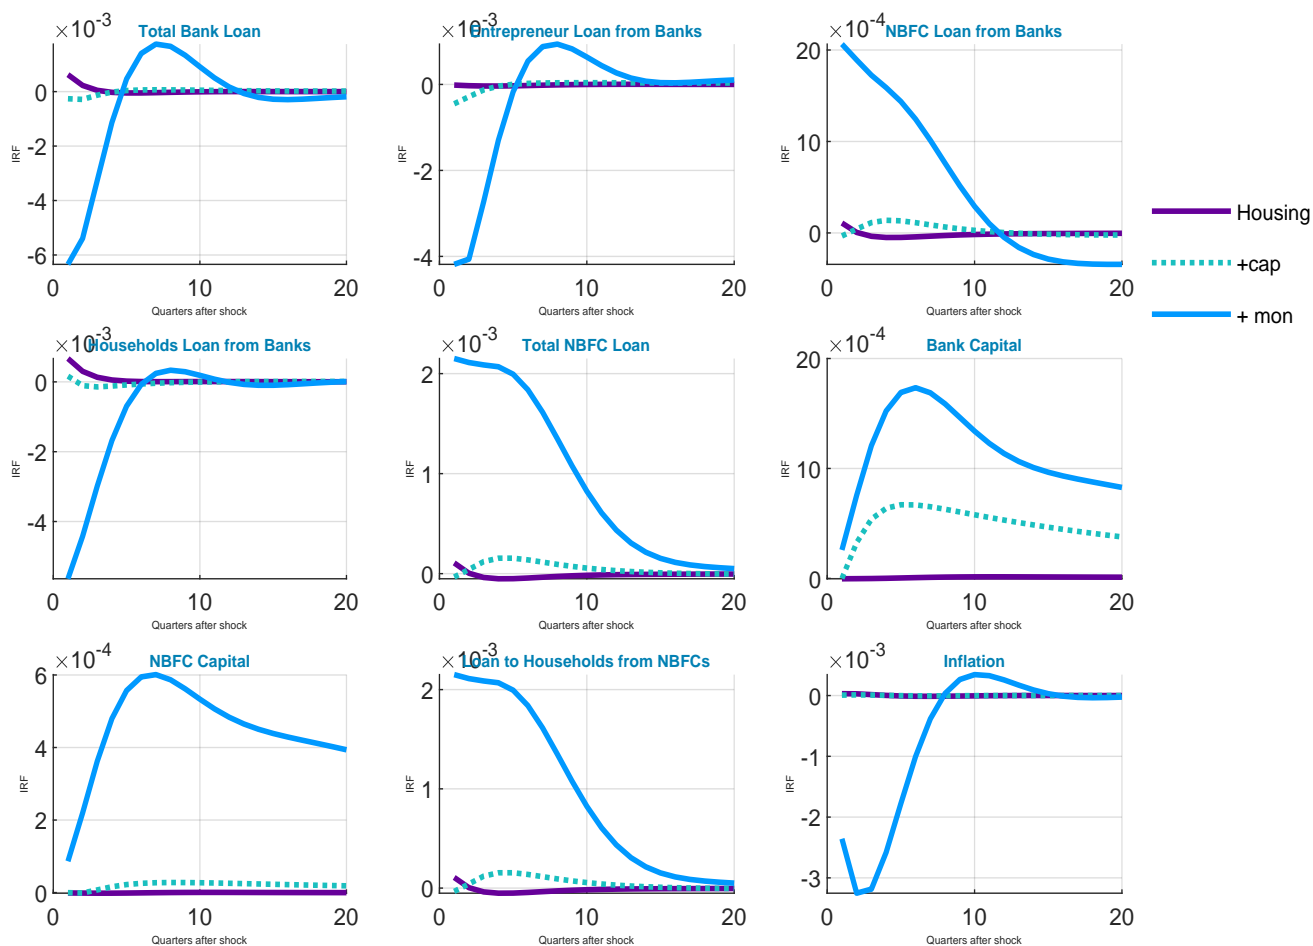 ×10-3
Total Bank Loan
0
-2
-4
-6
IRF
0
10
20
Quarters after shock
×10-3
Entrepreneur Loan from Banks
0
-2
-4
IRF
0
10
20
Quarters after shock
×10-4
NBFC Loan from Banks
20
10
0
IRF
0
10
20
Quarters after shock
Housing
+cap
+ mon
×10-3
Households Loan from Banks
0
-2
-4
IRF
0
10
20
Quarters after shock
×10-3
Total NBFC Loan
2
1
0
IRF
0
10
20
Quarters after shock
×10-4
Bank Capital
20
10
0
IRF
0
10
20
Quarters after shock
×10-4
NBFC Capital
6
4
2
0
IRF
0
10
20
Quarters after shock
×10-3
Loan to Households from NBFCs
2
1
0
IRF
0
10
20
Quarters after shock
×10-3
Inflation
0
-1
-2
-3
IRF
0
10
20
Quarters after shock